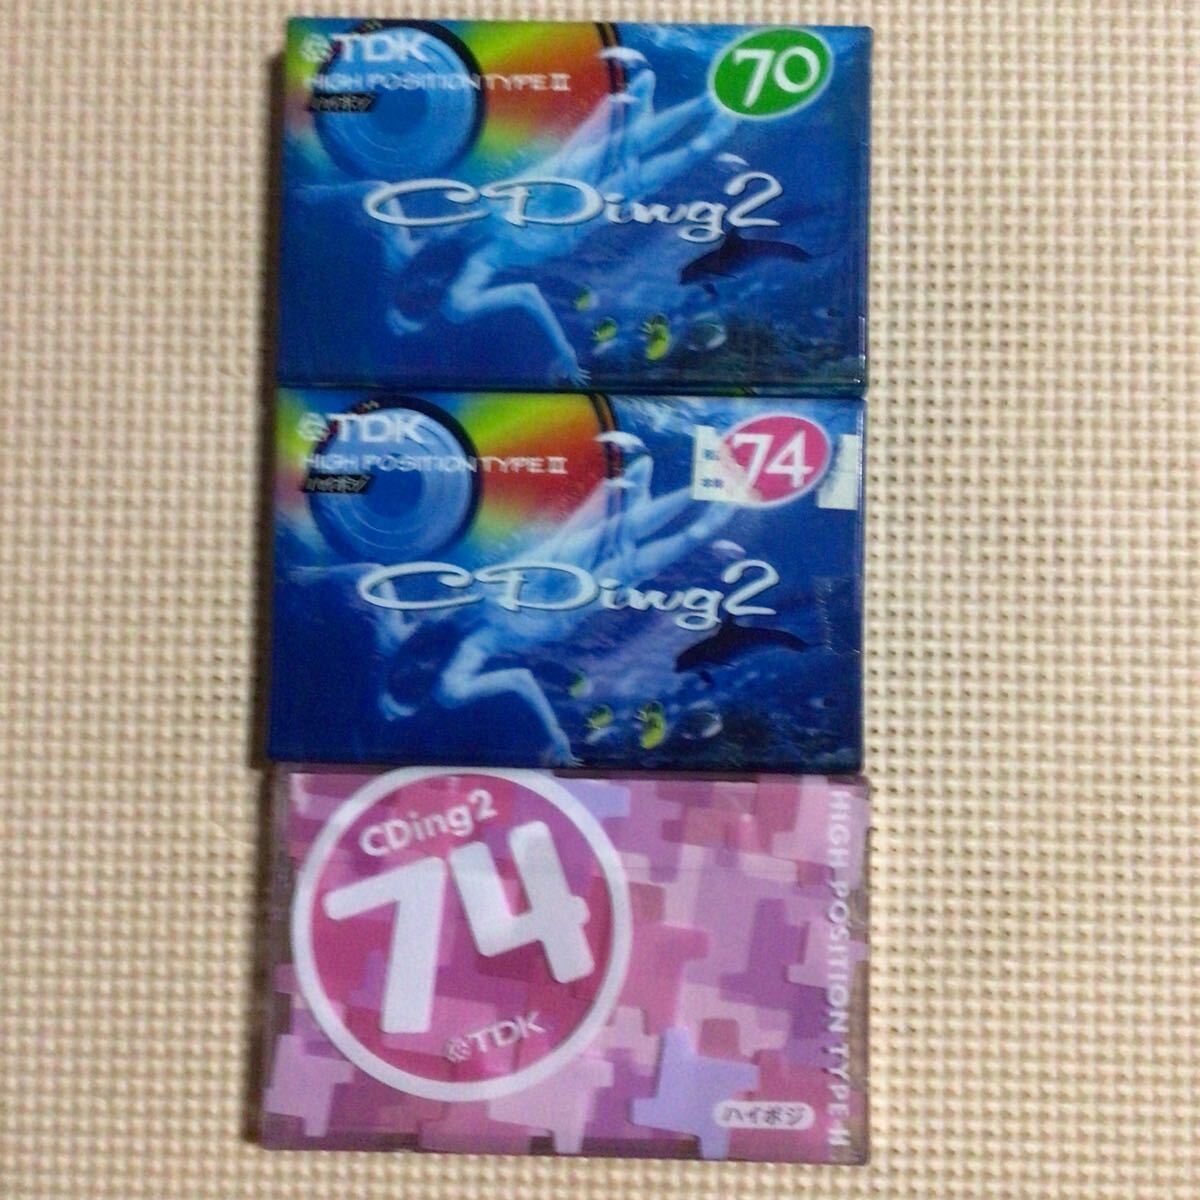 TDK
HIGH POSITION TYPE II
ハイポジ
70
CDing2
TDK
HIGH POSITION TYPE II
ハイポジ
74
CDing2
CDing2
74
TDK
HIGH POSITION TYPE II
ハイポジ